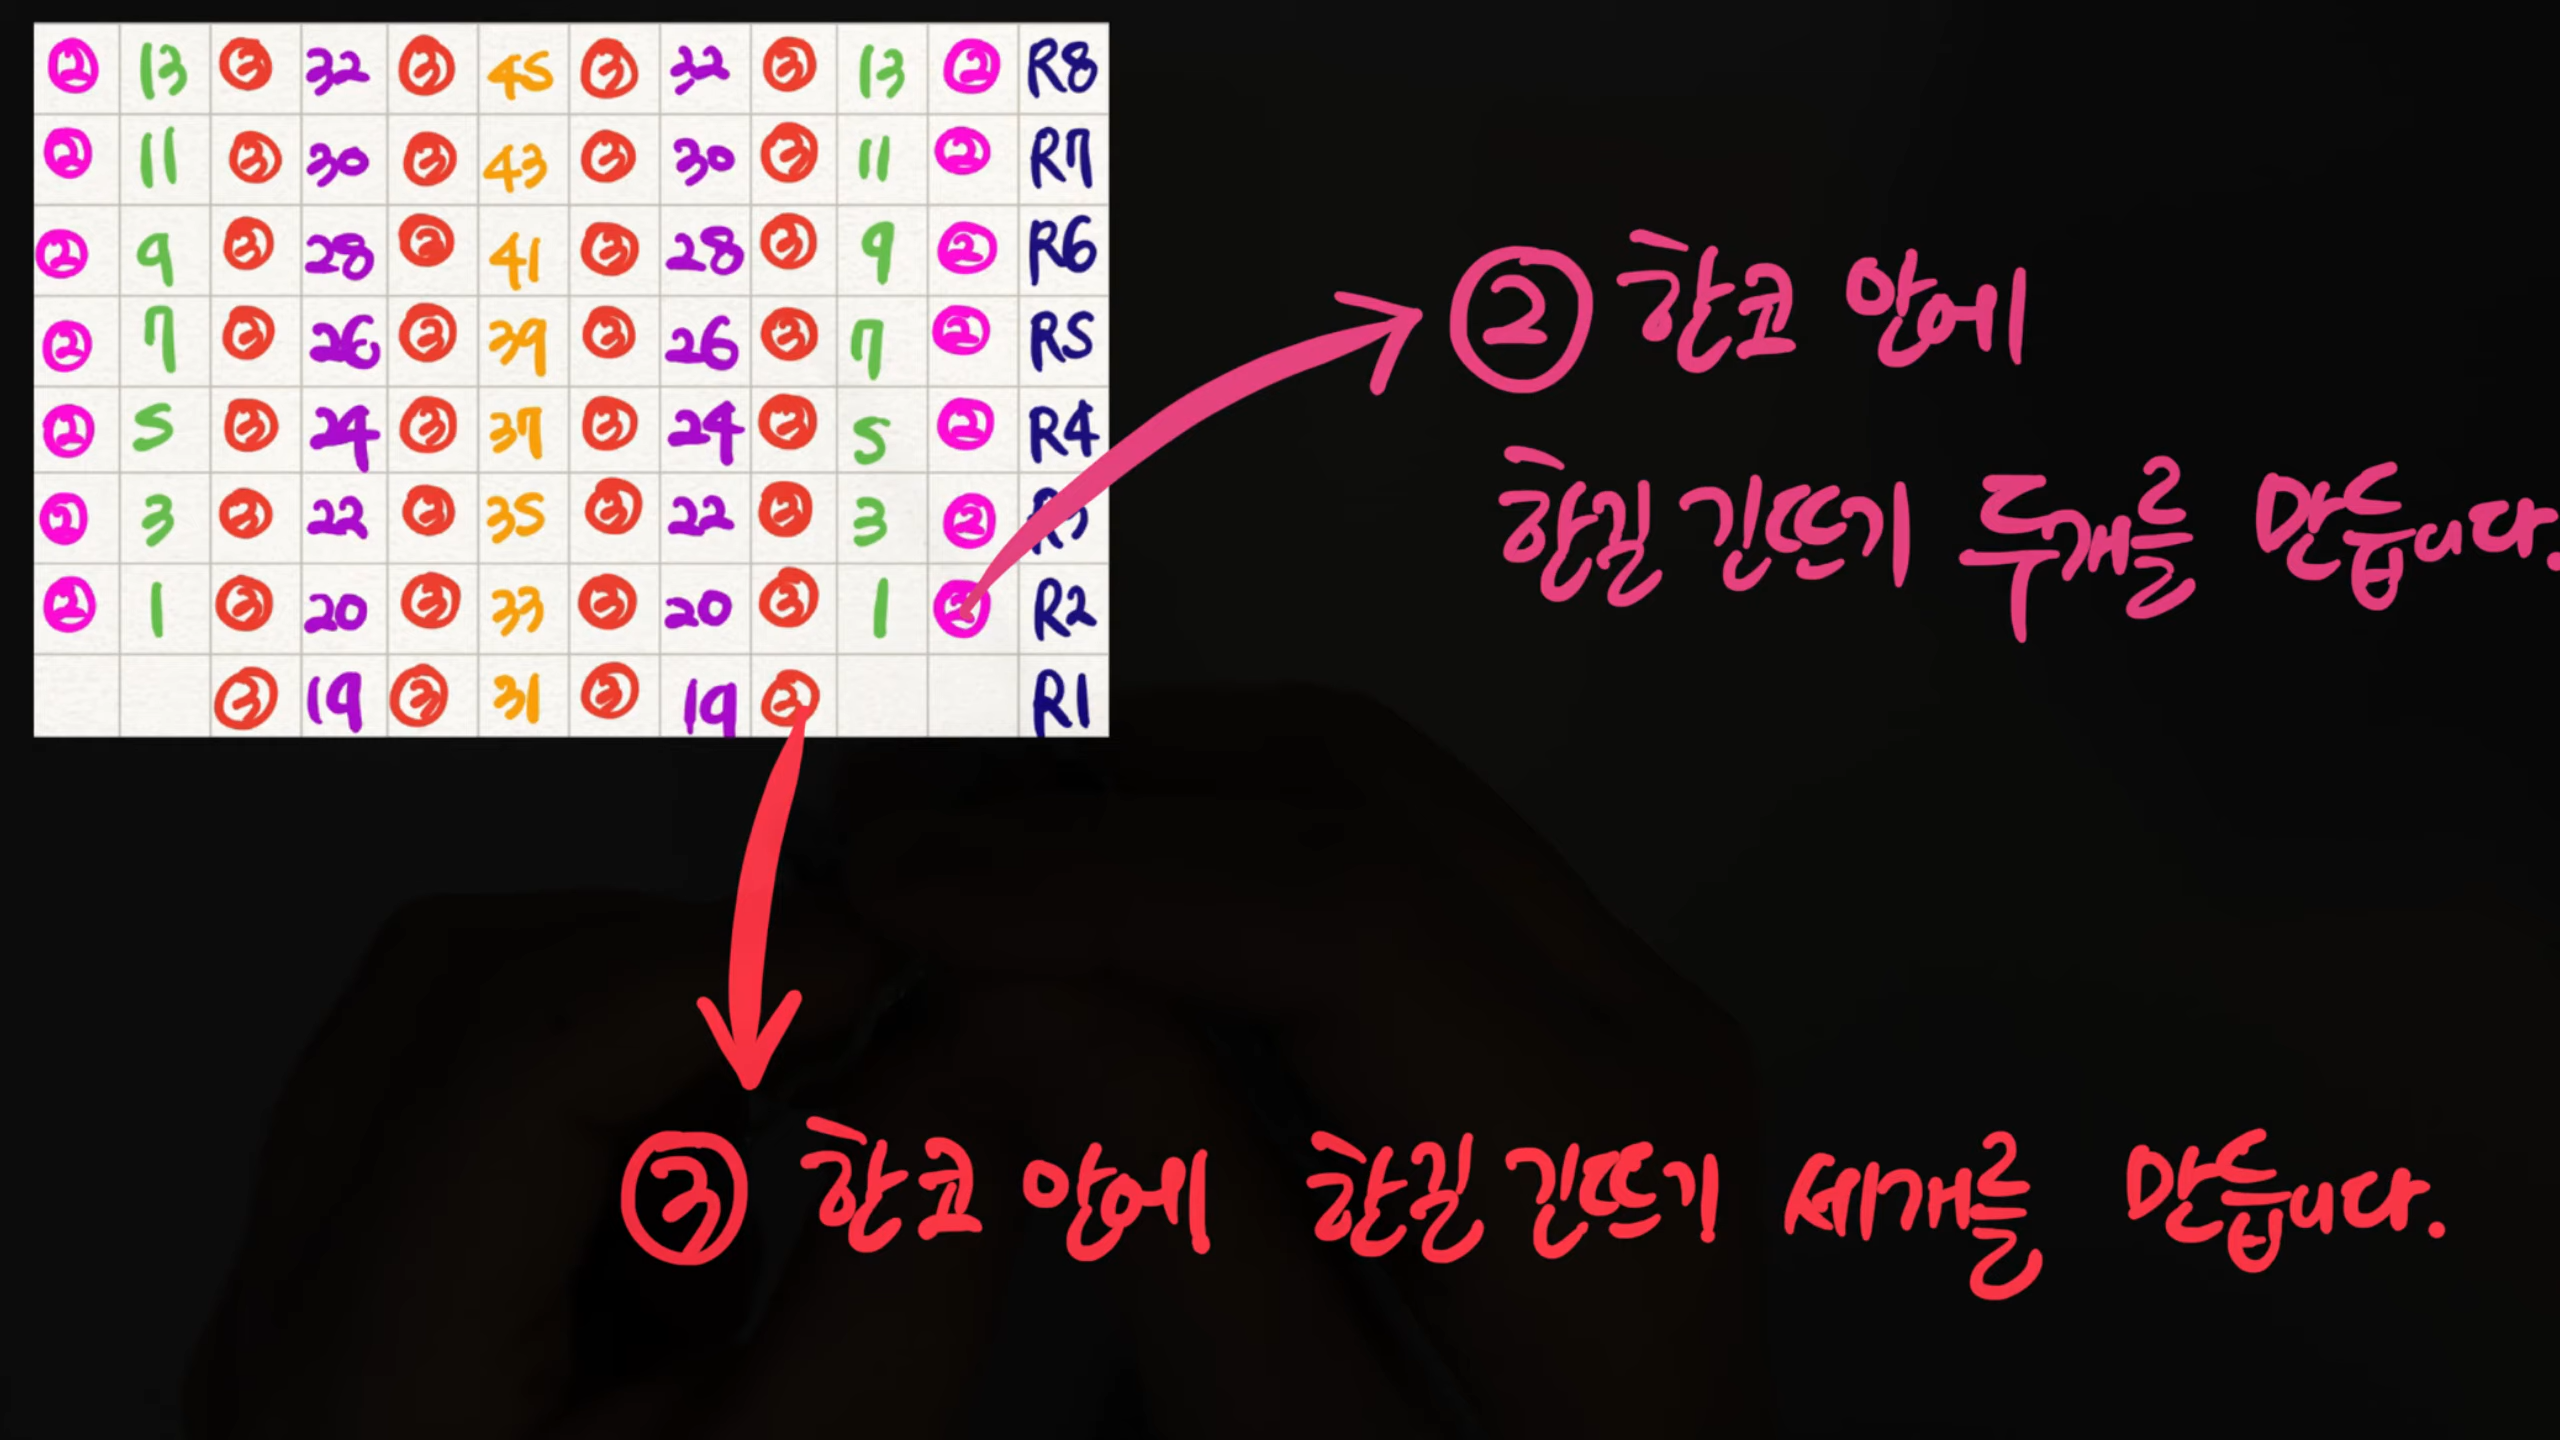 ② 13 ③ 32 ③ 45 ③ 32 ③ 13 ② R8
② 11 ③ 30 ③ 43 ③ 30 ③ 11 ② R7
② 9 ③ 28 ③ 41 ③ 28 ③ 9 ② R6
② 7 ③ 26 ③ 39 ③ 26 ③ 7 ② R5
② 5 ③ 24 ③ 37 ③ 24 ③ 5 ② R4
② 3 ③ 22 ③ 35 ③ 22 ③ 3 ② R3
② 1 ③ 20 ③ 33 ③ 20 ③ 1 ② R2
③ 19 ③ 31 ③ 19 ③ R1
② 한코 안에
한길 긴뜨기 두개를 만듭니다.
③ 한코 안에 한길 긴뜨기 세개를 만듭니다.